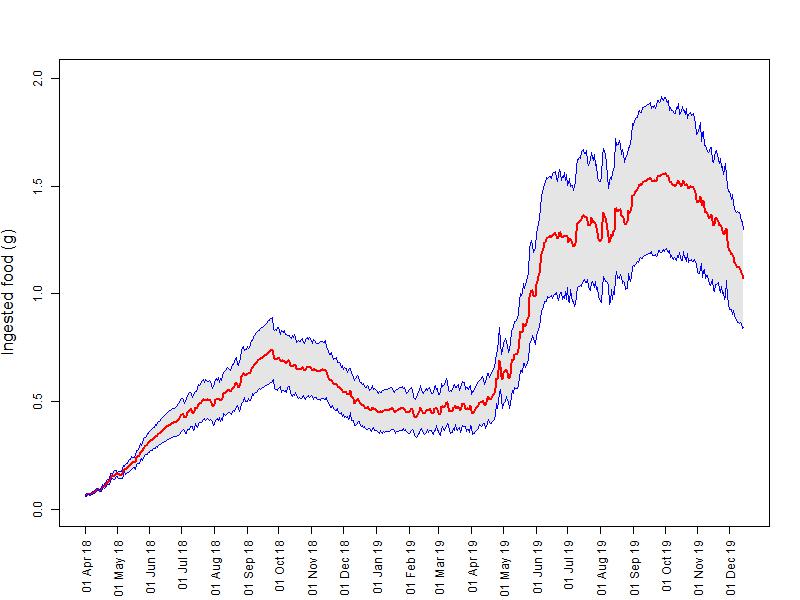 Ingested food (g)
2.0
1.5
1.0
0.5
0.0
01 Apr 18
01 May 18
01 Jun 18
01 Jul 18
01 Aug 18
01 Sep 18
01 Oct 18
01 Nov 18
01 Dec 18
01 Jan 19
01 Feb 19
01 Mar 19
01 Apr 19
01 May 19
01 Jun 19
01 Jul 19
01 Aug 19
01 Sep 19
01 Oct 19
01 Nov 19
01 Dec 19